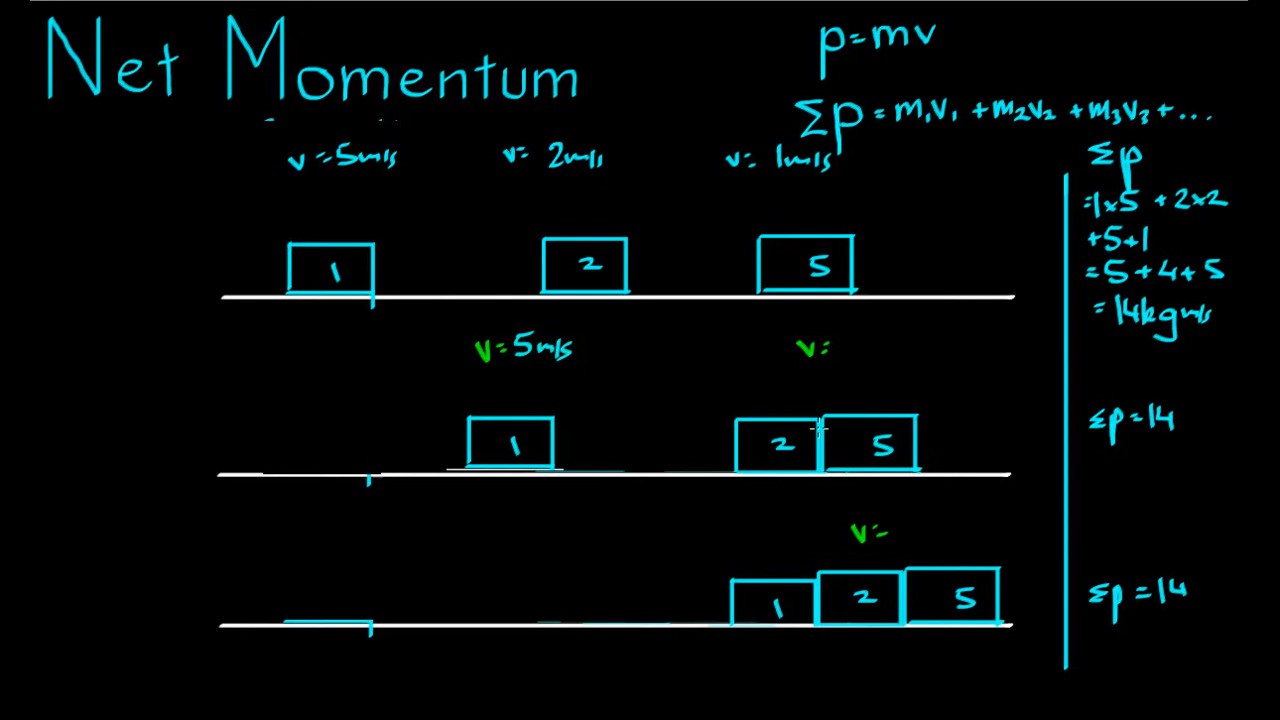 Net Momentum
p=mv
Σp = m₁v₁ + m₂v₂ + m₃v₃ + ...
v = 5m/s
v= 2m/s
v= 1m/s
Σp
=1×5 + 2×2
+5+1
=5+4+5
=14kgm/s
1
2
5
v= 5m/s
v=
1
2
5
Σp=14
v=
1
2
5
Σp=14